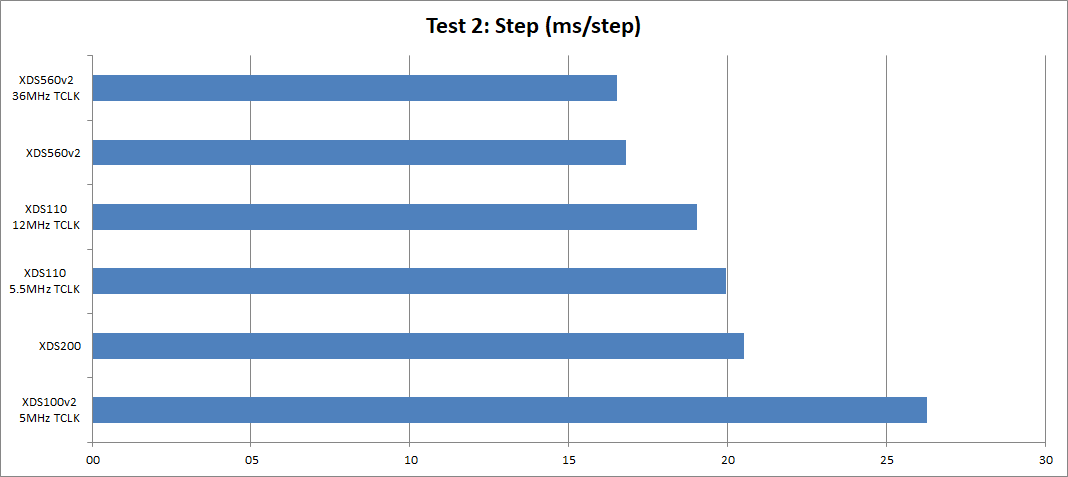 Test 2: Step (ms/step)
XDS560v2
36MHz TCLK
XDS560v2
XDS110
12MHz TCLK
XDS110
5.5MHz TCLK
XDS200
XDS100v2
5MHz TCLK
00 05 10 15 20 25 30